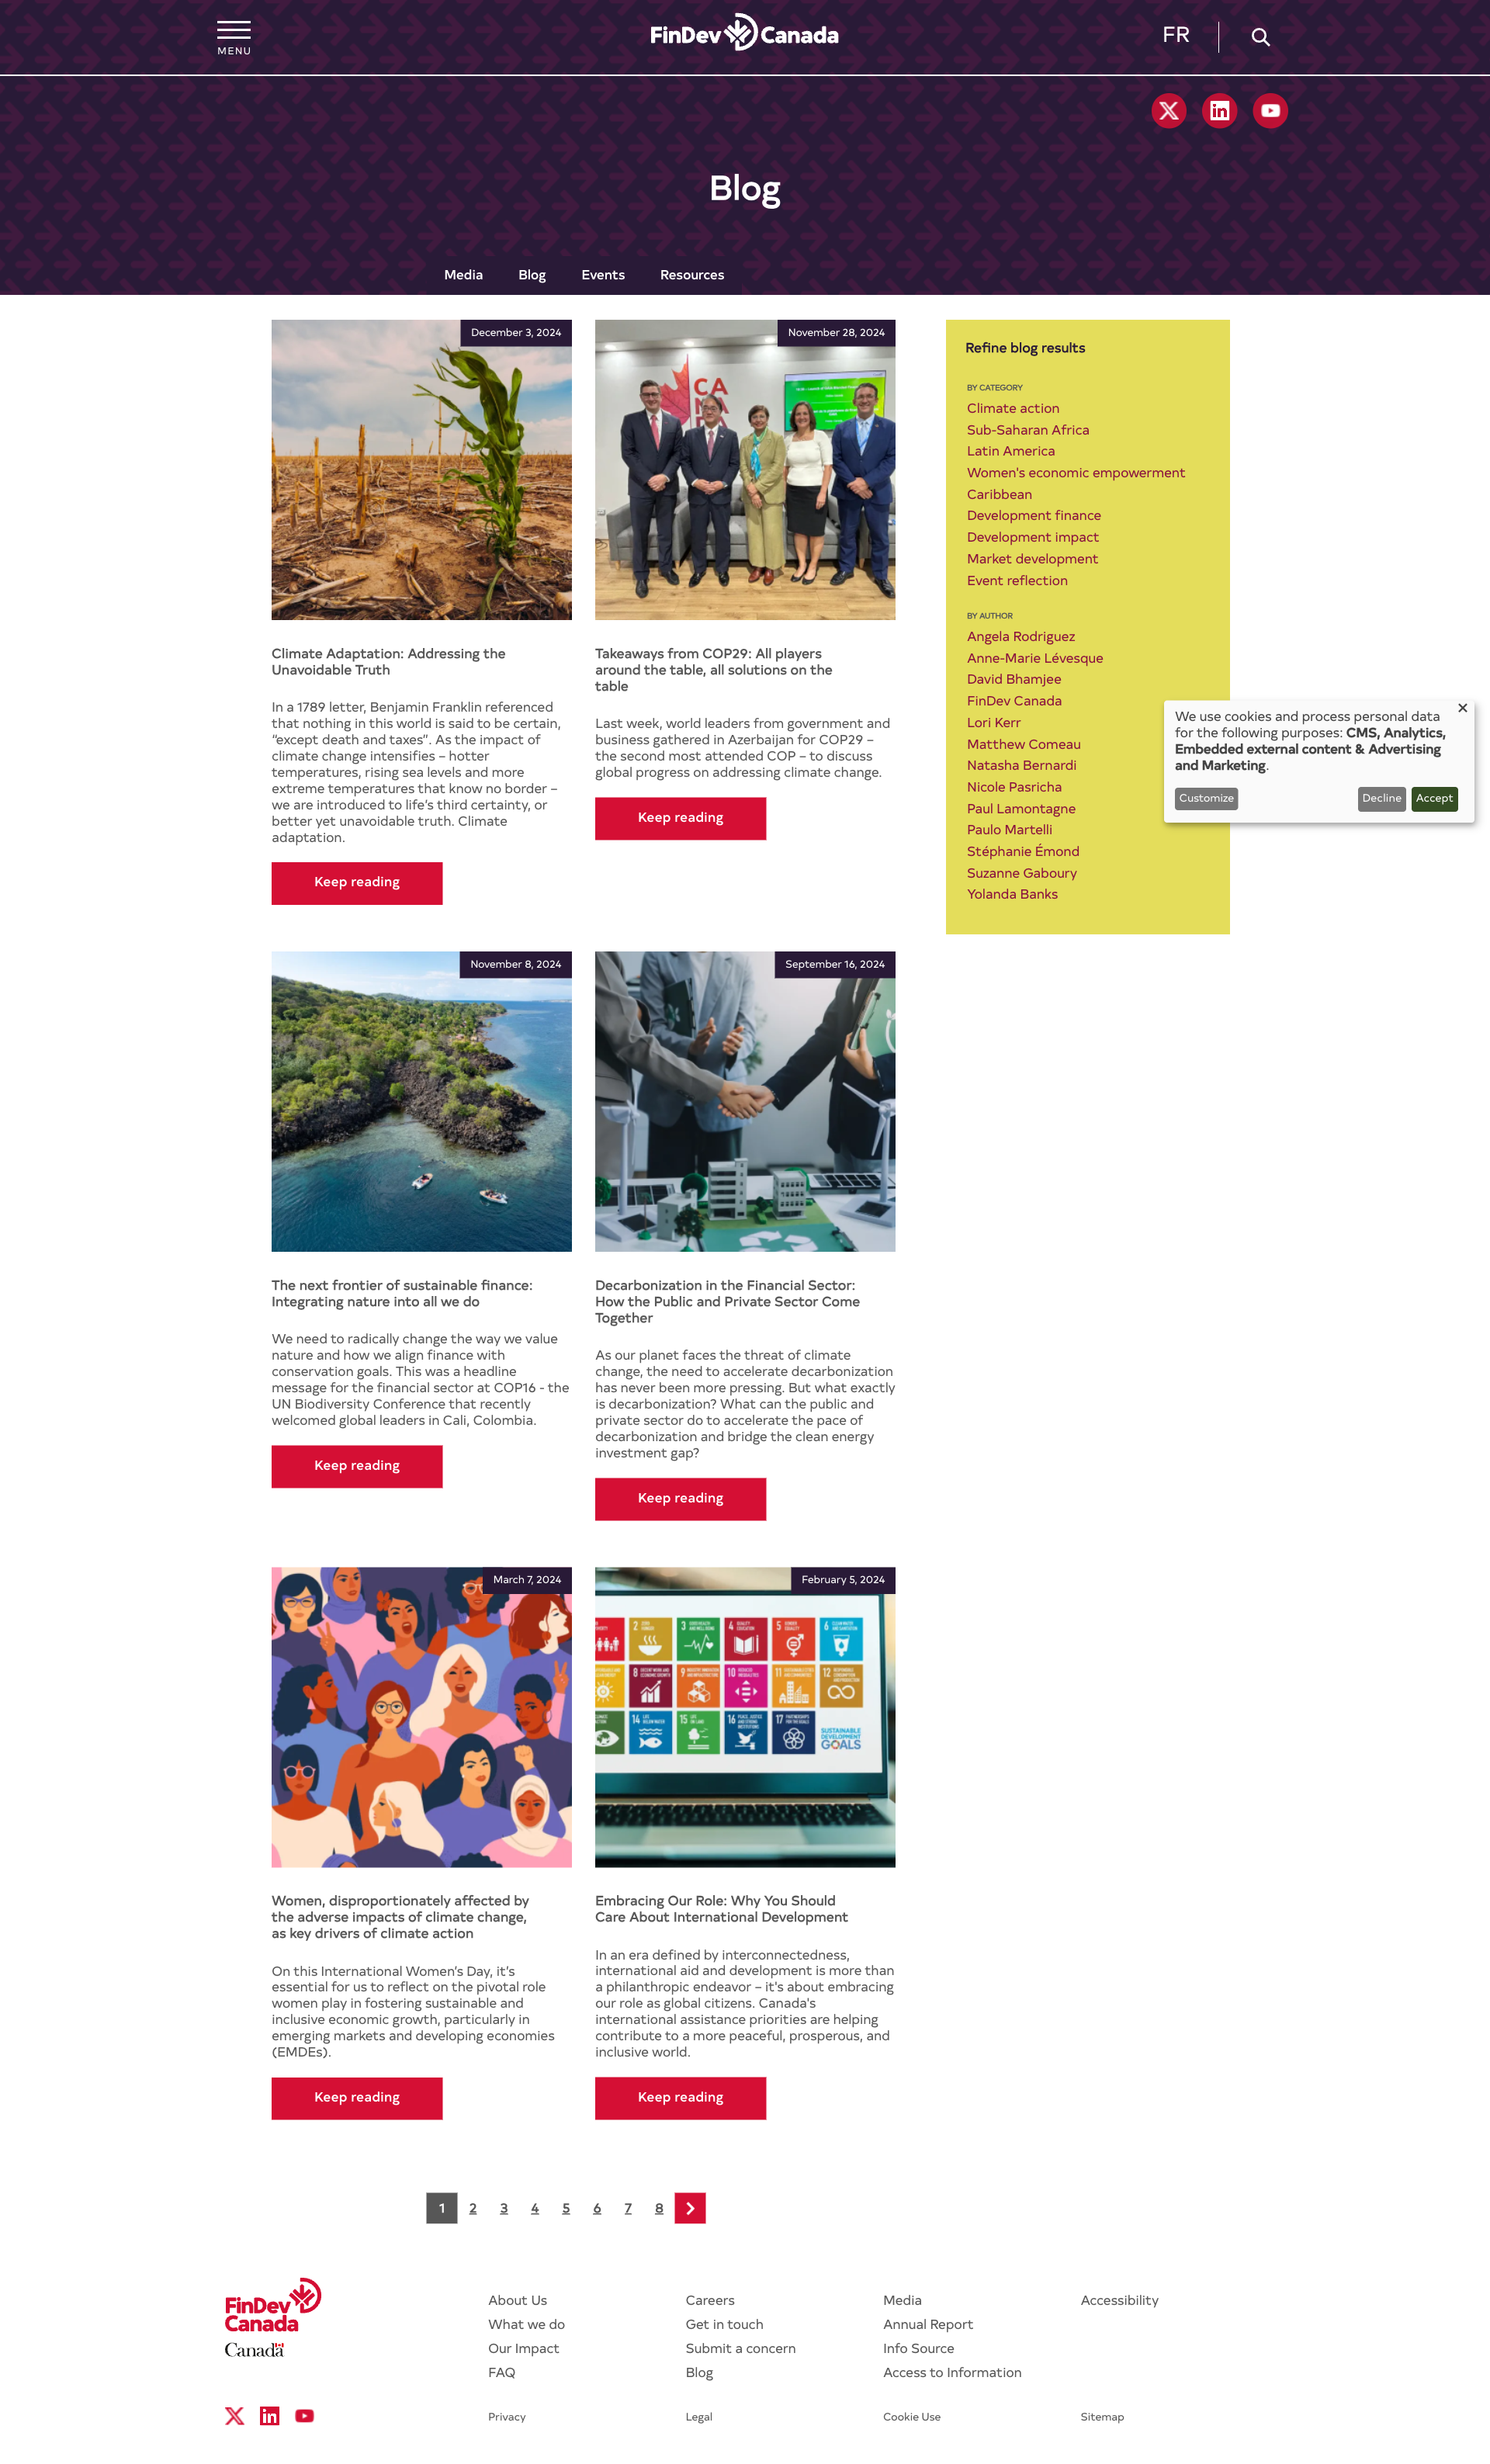 MENU
FinDev Canada
FR
Blog
Media
Blog
Events
Resources
December 3, 2024
Climate Adaptation: Addressing the
Unavoidable Truth
In a 1789 letter, Benjamin Franklin referenced
that nothing in this world is said to be certain,
“except death and taxes”. As the impact of
climate change intensifies – hotter
temperatures, rising sea levels and more
extreme temperatures that know no border –
we are introduced to life’s third certainty, or
better yet unavoidable truth. Climate
adaptation.
Keep reading
November 28, 2024
CA
NA
Takeaways from COP29: All players
around the table, all solutions on the
table
Last week, world leaders from government and
business gathered in Azerbaijan for COP29 –
the second most attended COP – to discuss
global progress on addressing climate change.
Keep reading
November 8, 2024
The next frontier of sustainable finance:
Integrating nature into all we do
We need to radically change the way we value
nature and how we align finance with
conservation goals. This was a headline
message for the financial sector at COP16 - the
UN Biodiversity Conference that recently
welcomed global leaders in Cali, Colombia.
Keep reading
September 16, 2024
Decarbonization in the Financial Sector:
How the Public and Private Sector Come
Together
As our planet faces the threat of climate
change, the need to accelerate decarbonization
has never been more pressing. But what exactly
is decarbonization? What can the public and
private sector do to accelerate the pace of
decarbonization and bridge the clean energy
investment gap?
Keep reading
March 7, 2024
Women, disproportionately affected by
the adverse impacts of climate change,
as key drivers of climate action
On this International Women’s Day, it’s
essential for us to reflect on the pivotal role
women play in fostering sustainable and
inclusive economic growth, particularly in
emerging markets and developing economies
(EMDEs).
Keep reading
February 5, 2024
2 3 4 5 6
8 9 10 11 12
14 15 16 17
SUSTAINABLE
DEVELOPMENT
GOALS
Embracing Our Role: Why You Should
Care About International Development
In an era defined by interconnectedness,
international aid and development is more than
a philanthropic endeavor – it's about embracing
our role as global citizens. Canada's
international assistance priorities are helping
contribute to a more peaceful, prosperous, and
inclusive world.
Keep reading
Refine blog results
BY CATEGORY
Climate action
Sub-Saharan Africa
Latin America
Women's economic empowerment
Caribbean
Development finance
Development impact
Market development
Event reflection
BY AUTHOR
Angela Rodriguez
Anne-Marie Lévesque
David Bhamjee
FinDev Canada
Lori Kerr
Matthew Comeau
Natasha Bernardi
Nicole Pasricha
Paul Lamontagne
Paulo Martelli
Stéphanie Émond
Suzanne Gaboury
Yolanda Banks
We use cookies and process personal data
for the following purposes: CMS, Analytics,
Embedded external content & Advertising
and Marketing.
Customize
Decline
Accept
1 2 3 4 5 6 7 8
FinDev
Canada
Canada
About Us
What we do
Our Impact
FAQ
Careers
Get in touch
Submit a concern
Blog
Media
Annual Report
Info Source
Access to Information
Accessibility
Privacy
Legal
Cookie Use
Sitemap